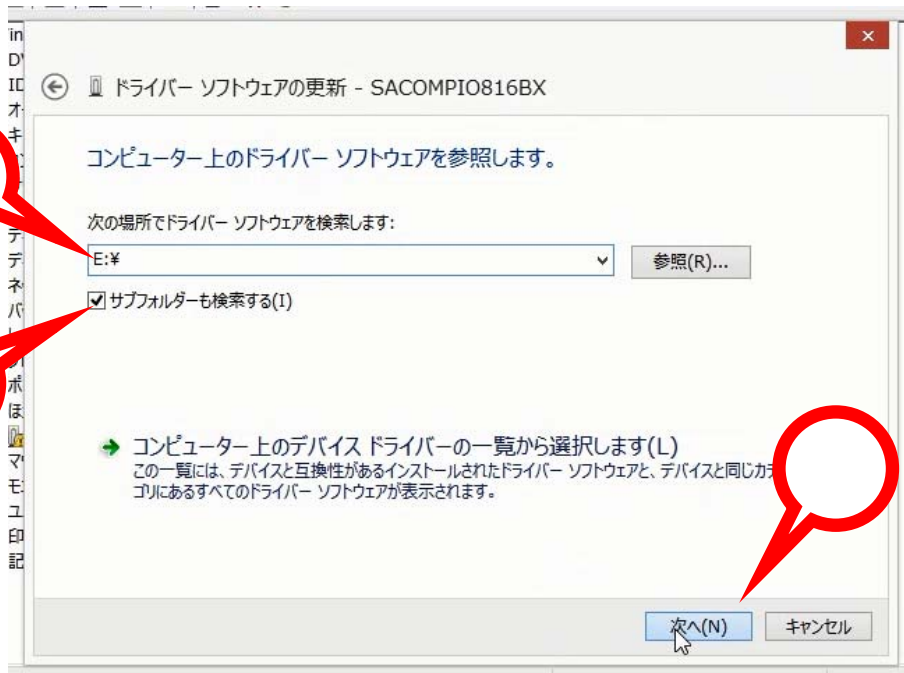 ドライバー ソフトウェアの更新 - SACOMPIO816BX
コンピューター上のドライバー ソフトウェアを参照します。
次の場所でドライバー ソフトウェアを検索します:
E:¥
参照(R)...
サブフォルダーも検索する(I)
コンピューター上のデバイス ドライバーの一覧から選択します(L)
この一覧には、デバイスと互換性があるインストールされたドライバー ソフトウェアと、デバイスと同じカテ
ゴリにあるすべてのドライバー ソフトウェアが表示されます。
次へ(N)
キャンセル